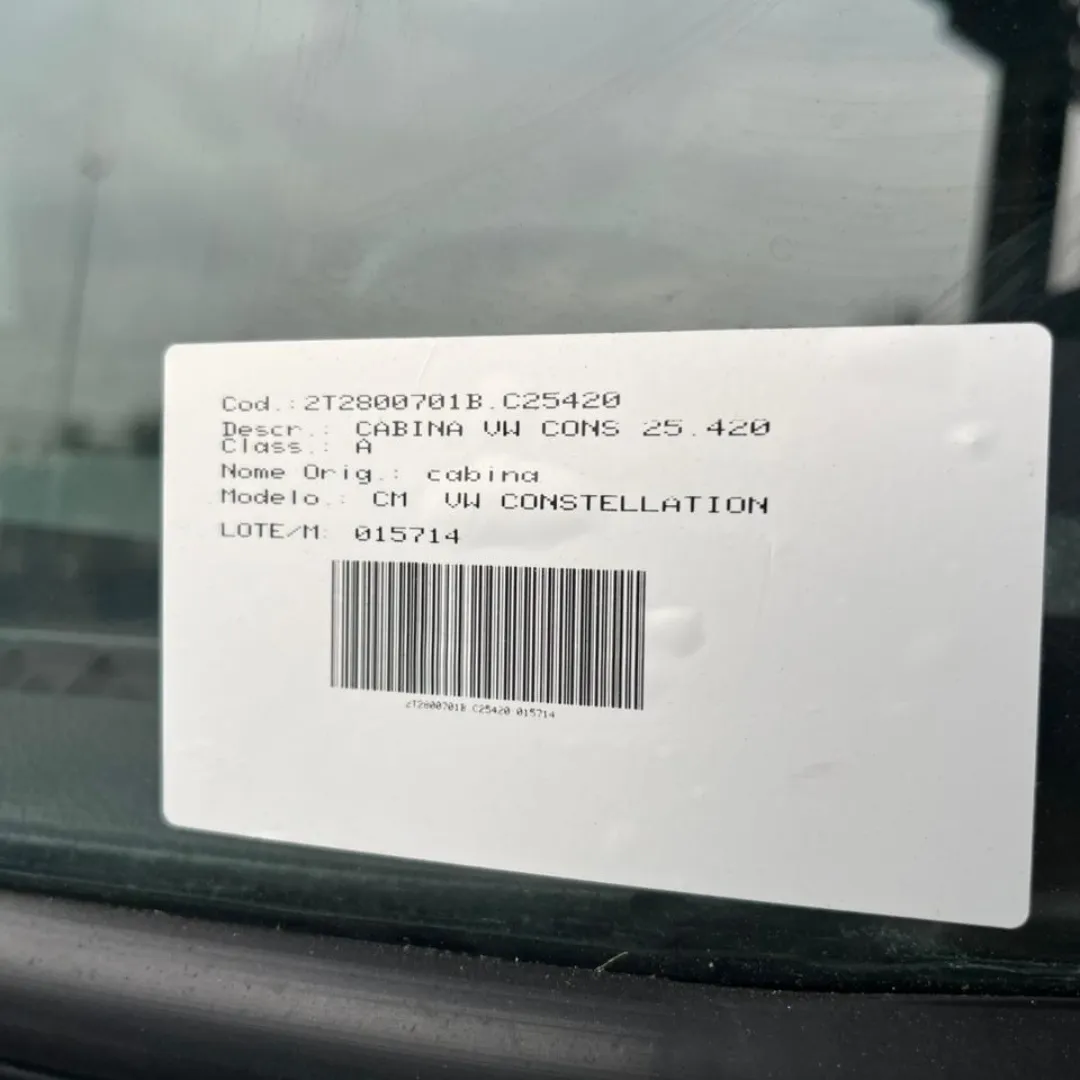 Cod.:2T2800701B.C25420
Descr.: CABINA VW CONS 25.420
Class.: A
Nome Orig.: cabina
Modelo.: CM VW CONSTELLATION
LOTE/M: 015714
2T2800701B.C25420/015714